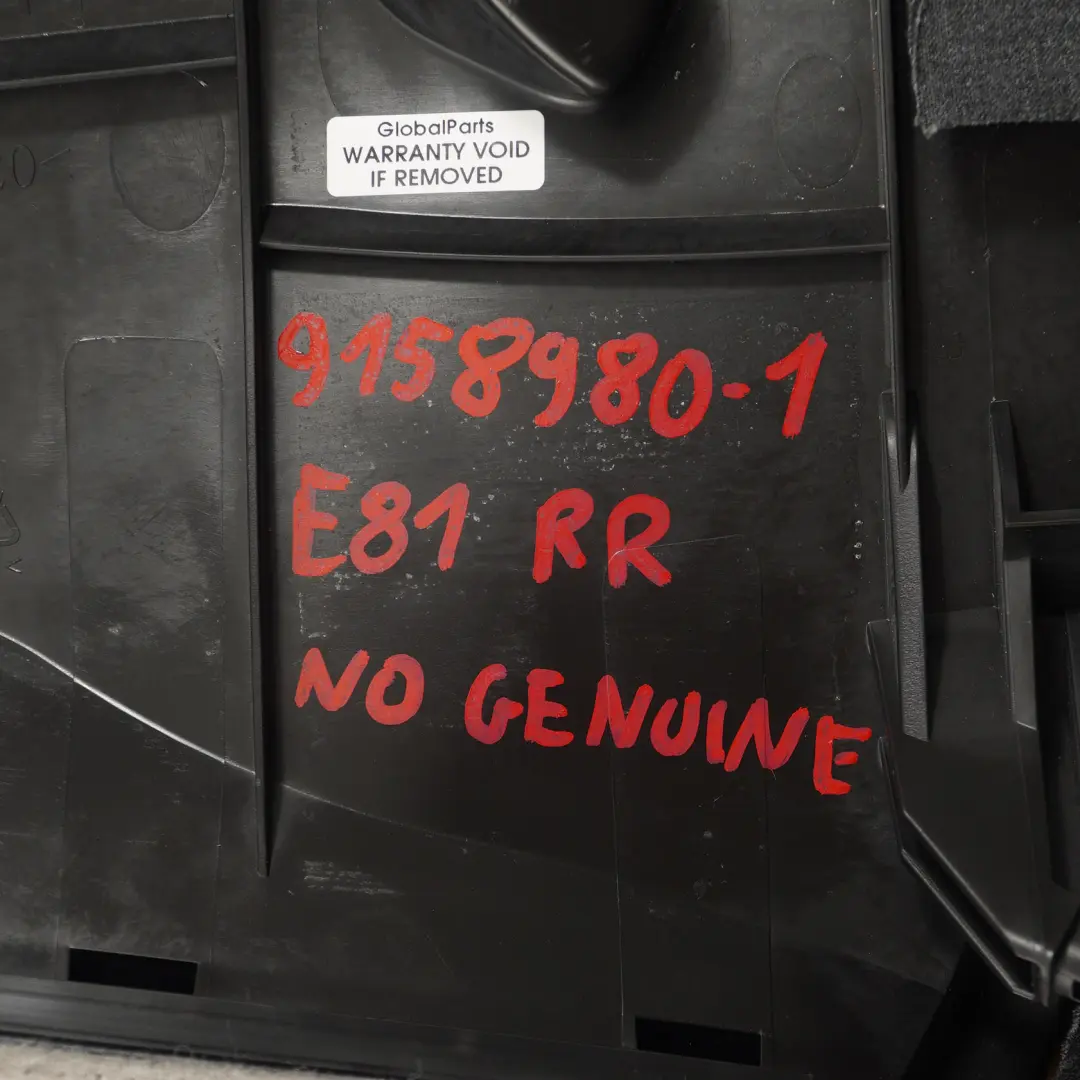 GlobalParts
WARRANTY VOID
IF REMOVED
9158980-1
E81 RR
NO GENUINE